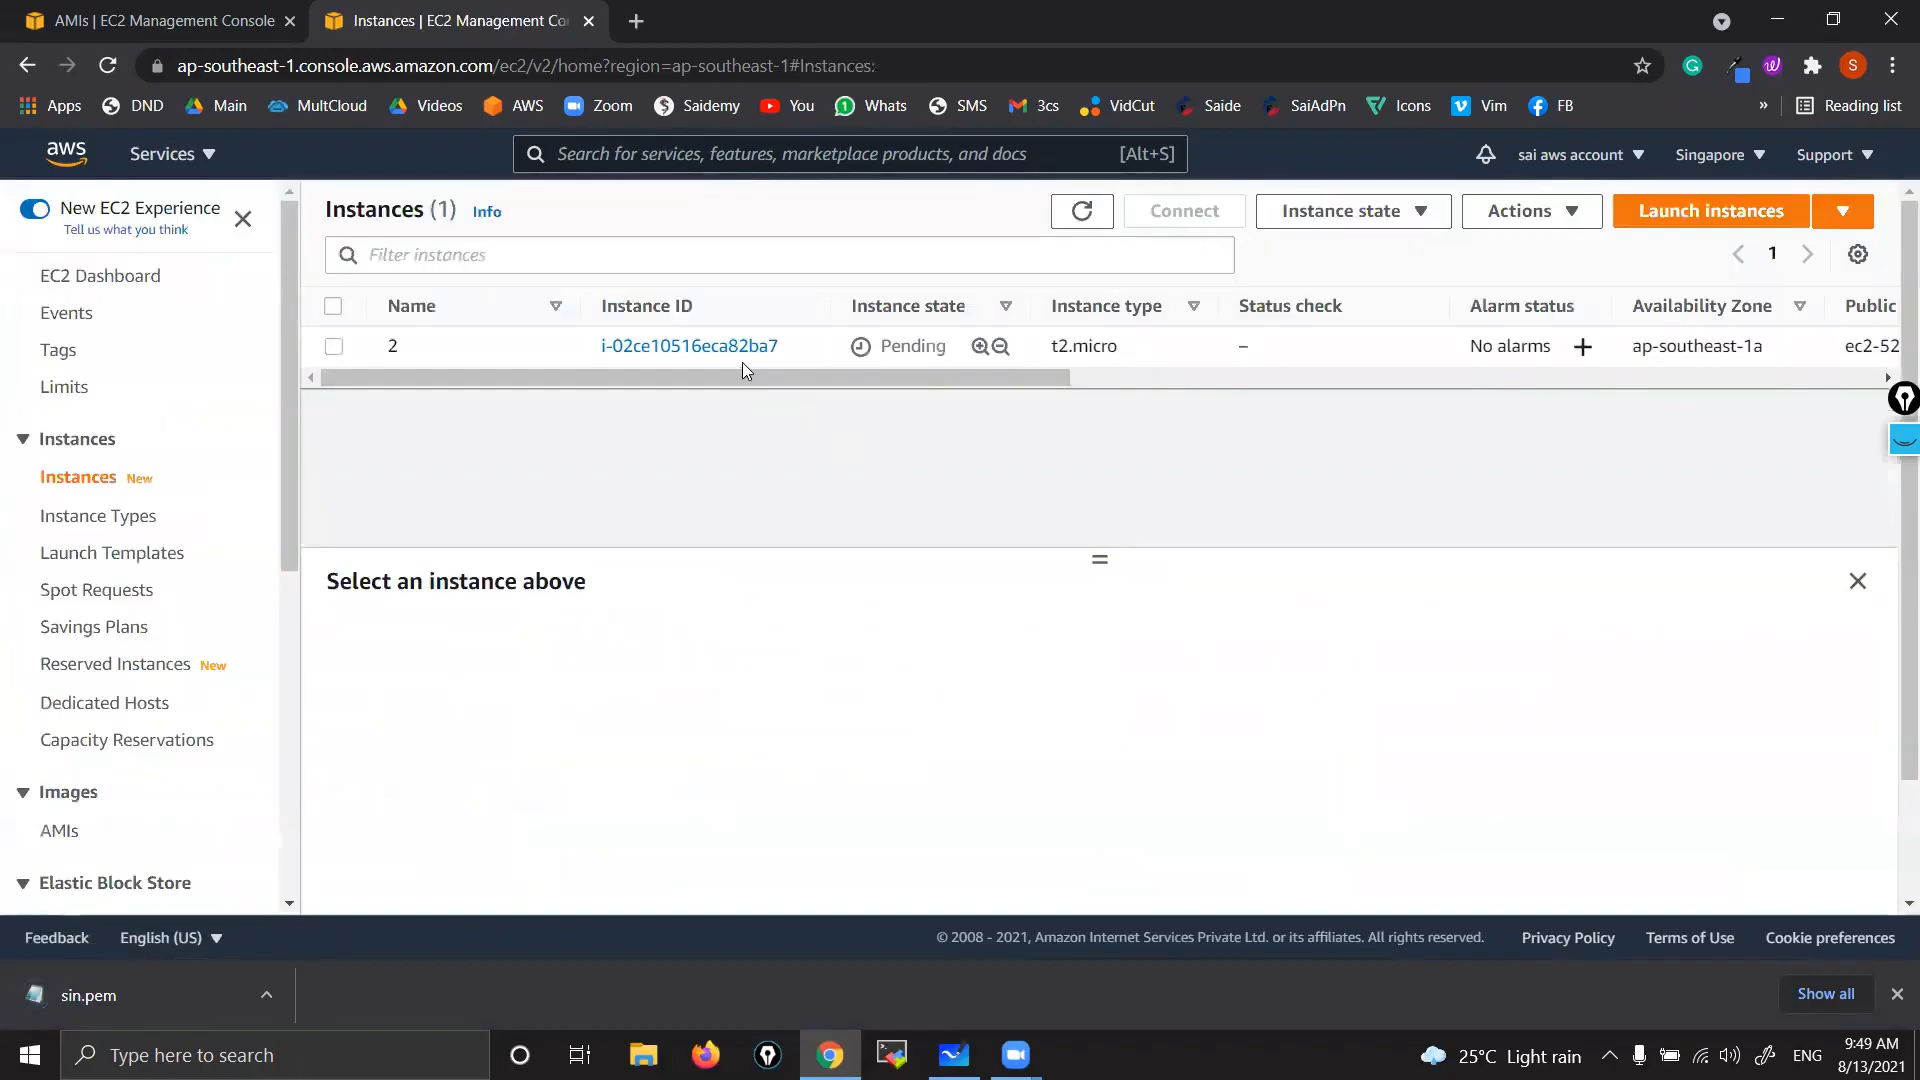 AMIs | EC2 Management Console
Instances | EC2 Management Co
ap-southeast-1.console.aws.amazon.com/ec2/v2/home?region=ap-southeast-1#Instances:
S
Apps DND Main MultCloud Videos AWS Zoom Saidemy You Whats SMS 3cs VidCut Saide SaiAdPn Icons Vim FB » Reading list
aws Services Search for services, features, marketplace products, and docs [Alt+S] sai aws account Singapore Support
New EC2 Experience
Tell us what you think
EC2 Dashboard
Events
Tags
Limits
Instances
Instances New
Instance Types
Launch Templates
Spot Requests
Savings Plans
Reserved Instances New
Dedicated Hosts
Capacity Reservations
Images
AMIs
Elastic Block Store
Instances (1) Info Connect Instance state Actions Launch instances
Filter instances 1
Name Instance ID Instance state Instance type Status check Alarm status Availability Zone Public
2 i-02ce10516eca82ba7 Pending t2.micro – No alarms + ap-southeast-1a ec2-52
Select an instance above
Feedback English (US) © 2008 - 2021, Amazon Internet Services Private Ltd. or its affiliates. All rights reserved. Privacy Policy Terms of Use Cookie preferences
sin.pem Show all
Type here to search 25°C Light rain ENG 9:49 AM
8/13/2021